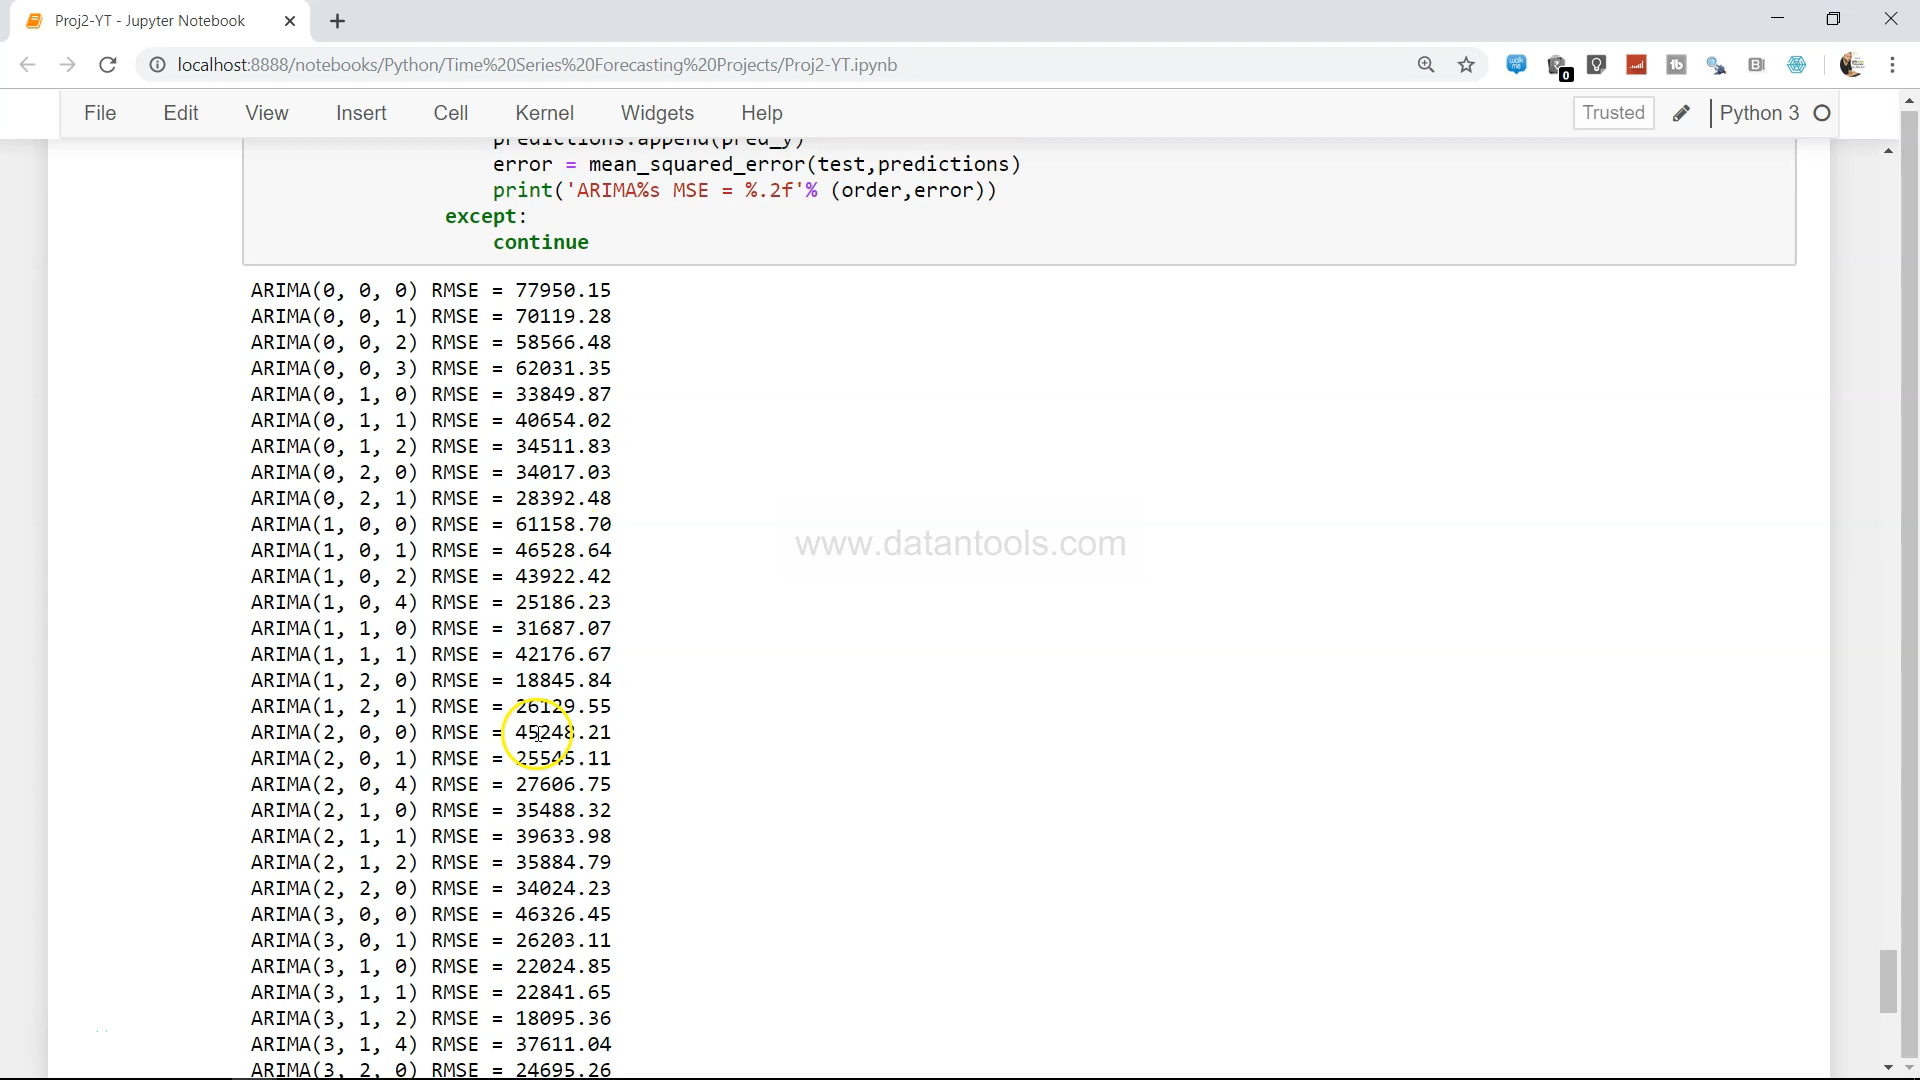 Proj2-YT - Jupyter Notebook
localhost:8888/notebooks/Python/Time%20Series%20Forecasting%20Projects/Proj2-YT.ipynb
File Edit View Insert Cell Kernel Widgets Help Trusted Python 3
predictions.append(pred_y)
error = mean_squared_error(test,predictions)
print('ARIMA%s MSE = %.2f'% (order,error))
except:
continue
ARIMA(0, 0, 0) RMSE = 77950.15
ARIMA(0, 0, 1) RMSE = 70119.28
ARIMA(0, 0, 2) RMSE = 58566.48
ARIMA(0, 0, 3) RMSE = 62031.35
ARIMA(0, 1, 0) RMSE = 33849.87
ARIMA(0, 1, 1) RMSE = 40654.02
ARIMA(0, 1, 2) RMSE = 34511.83
ARIMA(0, 2, 0) RMSE = 34017.03
ARIMA(0, 2, 1) RMSE = 28392.48
ARIMA(1, 0, 0) RMSE = 61158.70
ARIMA(1, 0, 1) RMSE = 46528.64
www.datantools.com
ARIMA(1, 0, 2) RMSE = 43922.42
ARIMA(1, 0, 4) RMSE = 25186.23
ARIMA(1, 1, 0) RMSE = 31687.07
ARIMA(1, 1, 1) RMSE = 42176.67
ARIMA(1, 2, 0) RMSE = 18845.84
ARIMA(1, 2, 1) RMSE = 26129.55
ARIMA(2, 0, 0) RMSE = 45248.21
ARIMA(2, 0, 1) RMSE = 25545.11
ARIMA(2, 0, 4) RMSE = 27606.75
ARIMA(2, 1, 0) RMSE = 35488.32
ARIMA(2, 1, 1) RMSE = 39633.98
ARIMA(2, 1, 2) RMSE = 35884.79
ARIMA(2, 2, 0) RMSE = 34024.23
ARIMA(3, 0, 0) RMSE = 46326.45
ARIMA(3, 0, 1) RMSE = 26203.11
ARIMA(3, 1, 0) RMSE = 22024.85
ARIMA(3, 1, 1) RMSE = 22841.65
ARIMA(3, 1, 2) RMSE = 18095.36
ARIMA(3, 1, 4) RMSE = 37611.04
ARIMA(3, 2, 0) RMSE = 24695.26